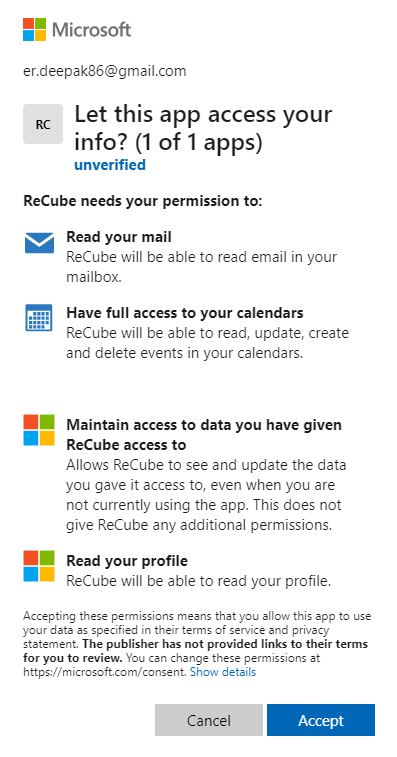 Microsoft
er.deepak86@gmail.com
RC
Let this app access your
info? (1 of 1 apps)
unverified
ReCube needs your permission to:
Read your mail
ReCube will be able to read email in your
mailbox.
Have full access to your calendars
ReCube will be able to read, update, create
and delete events in your calendars.
Maintain access to data you have given
ReCube access to
Allows ReCube to see and update the data
you gave it access to, even when you are
not currently using the app. This does not
give ReCube any additional permissions.
Read your profile
ReCube will be able to read your profile.
Accepting these permissions means that you allow this app to use
your data as specified in their terms of service and privacy
statement. The publisher has not provided links to their terms
for you to review. You can change these permissions at
https://microsoft.com/consent. Show details
Cancel
Accept